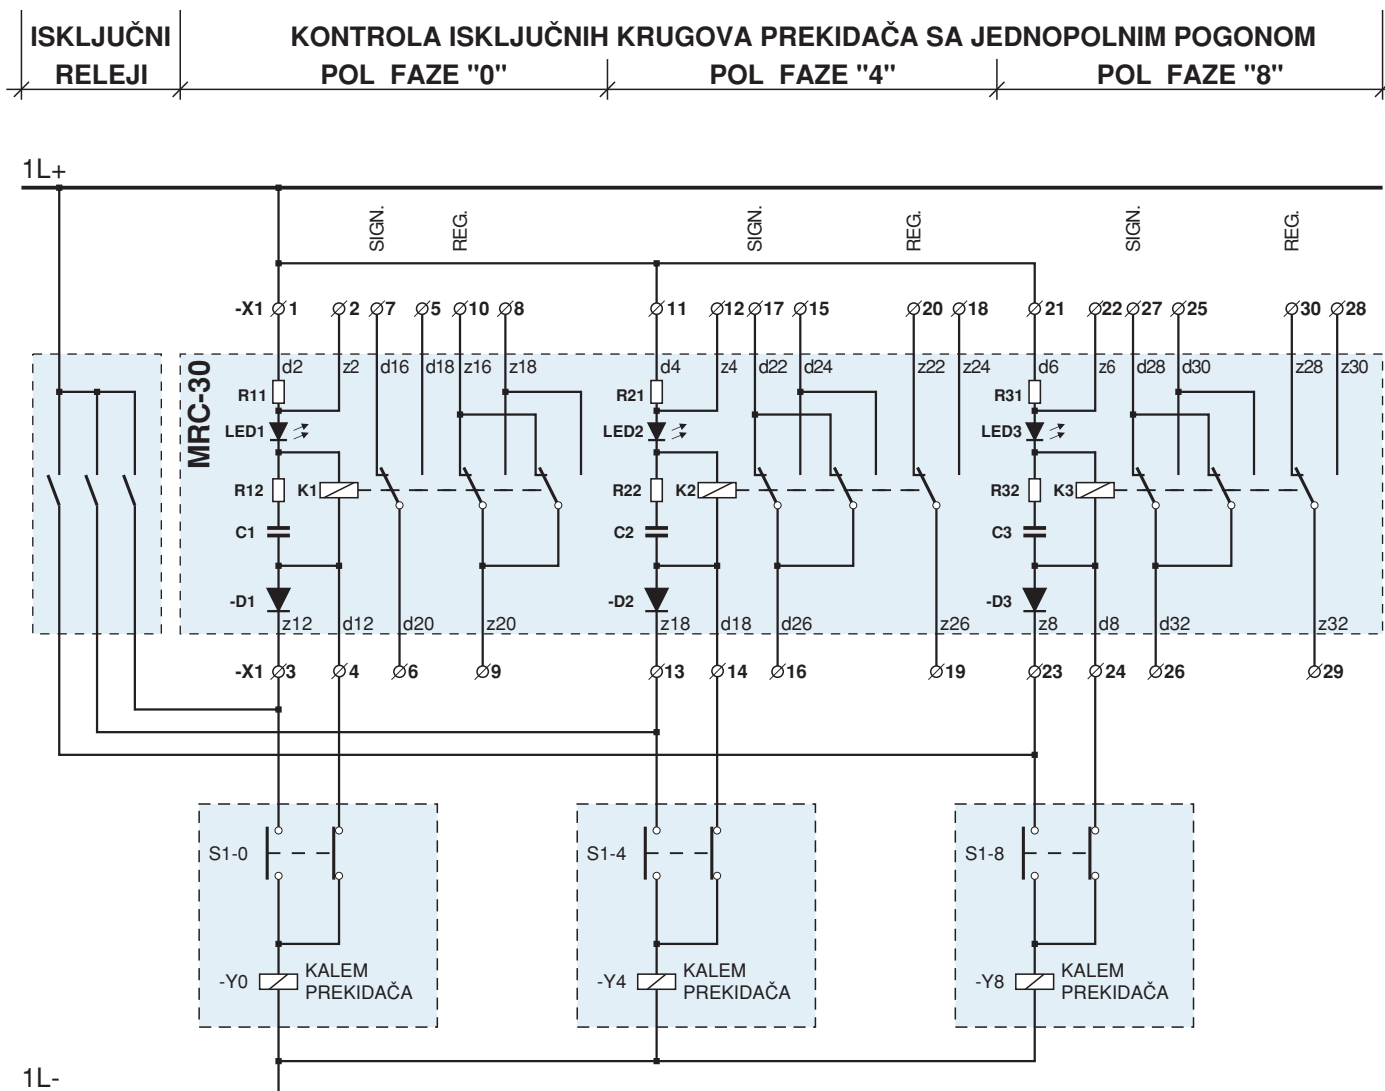 ISKLJUČNI KONTROLA ISKLJUČNIH KRUGOVA PREKIDAČA SA JEDNOPOLNIM POGONOM
RELEJI POL FAZE "0" POL FAZE "4" POL FAZE "8"
1L+
SIGN. REG. SIGN. REG. SIGN. REG.
-X1 1 2 7 5 10 8 11 12 17 15 20 18 21 22 27 25 30 28
d2 z2 d16 d18 z16 z18 d4 z4 d22 d24 z22 z24 d6 z6 d28 d30 z28 z30
MRC-30
R11 R21 R31
LED1 LED2 LED3
R12 K1 R22 K2 R32 K3
C1 C2 C3
-D1 -D2 -D3
z12 d12 d20 z20 z18 d18 d26 z26 z8 d8 d32 z32
-X1 3 4 6 9 13 14 16 19 23 24 26 29
S1-0 S1-4 S1-8
-Y0 KALEM -Y4 KALEM -Y8 KALEM
PREKIDAČA PREKIDAČA PREKIDAČA
1L-